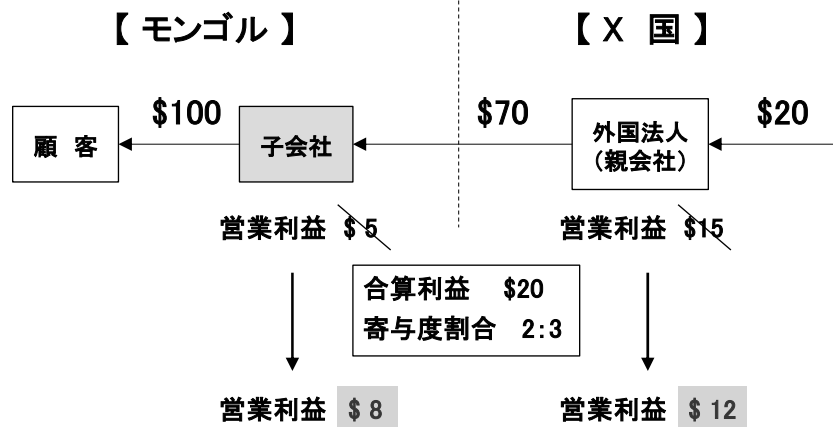 【 モンゴル 】
【 X 国 】
$100
$70
$20
顧 客
子会社
外国法人
（親会社）
営業利益 $ 5
営業利益 $15
合算利益 $20
寄与度割合 2:3
営業利益 $ 8
営業利益 $ 12